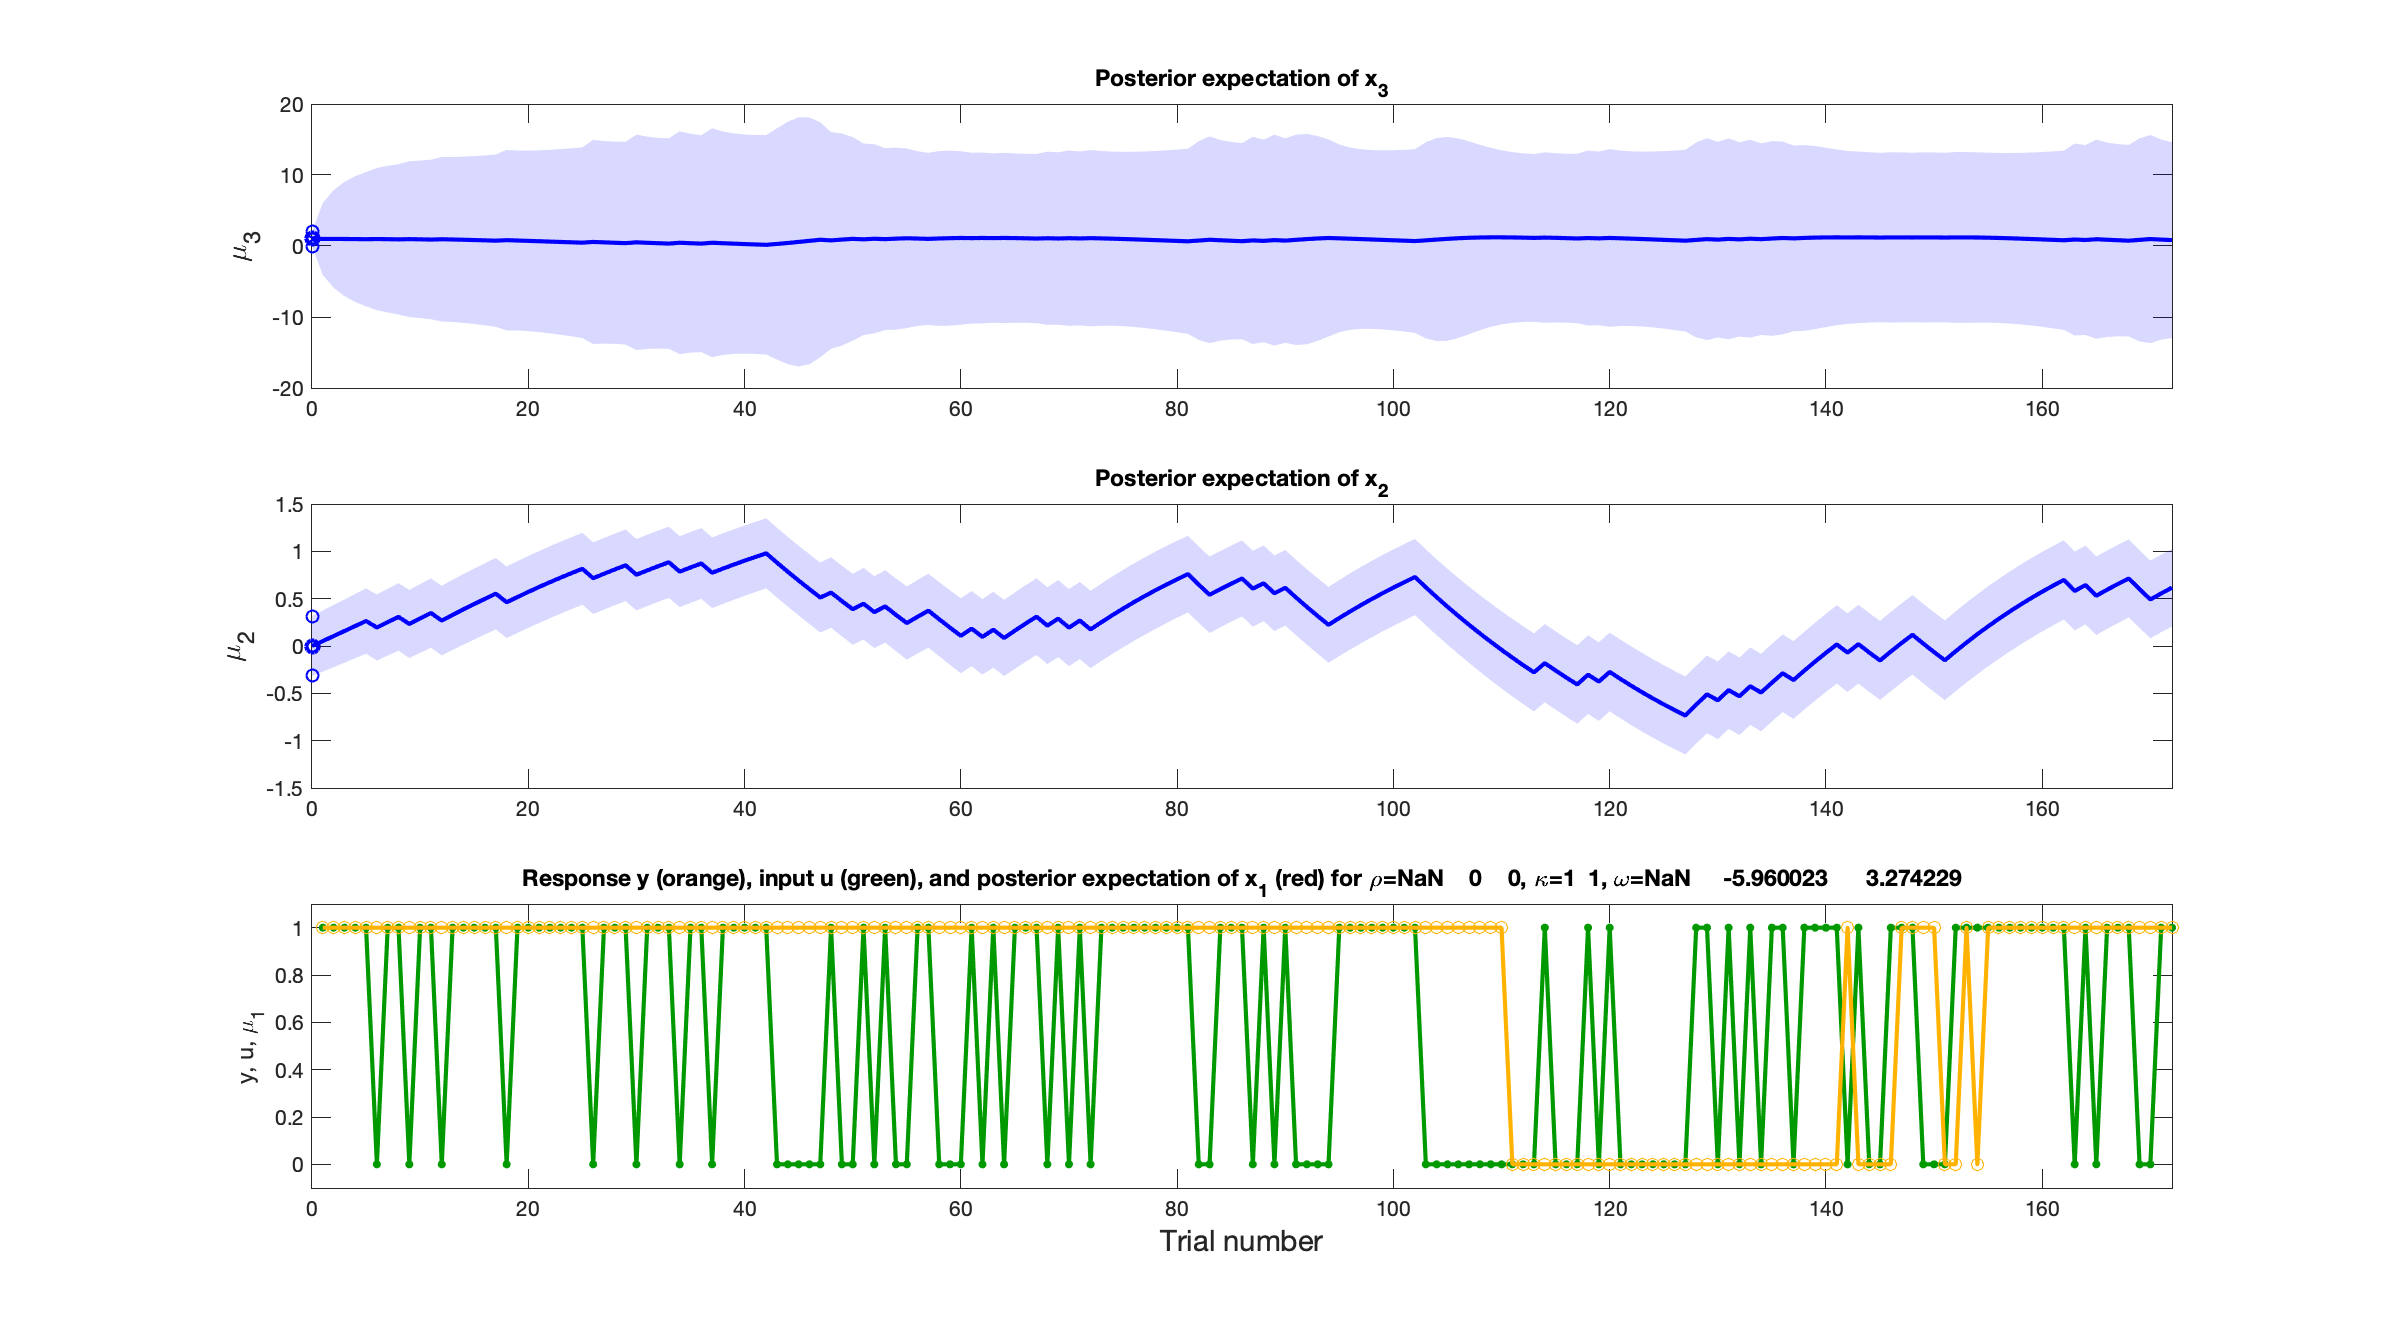 Posterior expectation of x3
20
10
0
-10
-20
μ3
0 20 40 60 80 100 120 140 160
Posterior expectation of x2
1.5
1
0.5
0
-0.5
-1
-1.5
μ2
0 20 40 60 80 100 120 140 160
Response y (orange), input u (green), and posterior expectation of x1 (red) for ρ=NaN 0 0, κ=1 1, ω=NaN -5.960023 3.274229
1
0.8
0.6
0.4
0.2
0
y, u, μ1
0 20 40 60 80 100 120 140 160
Trial number